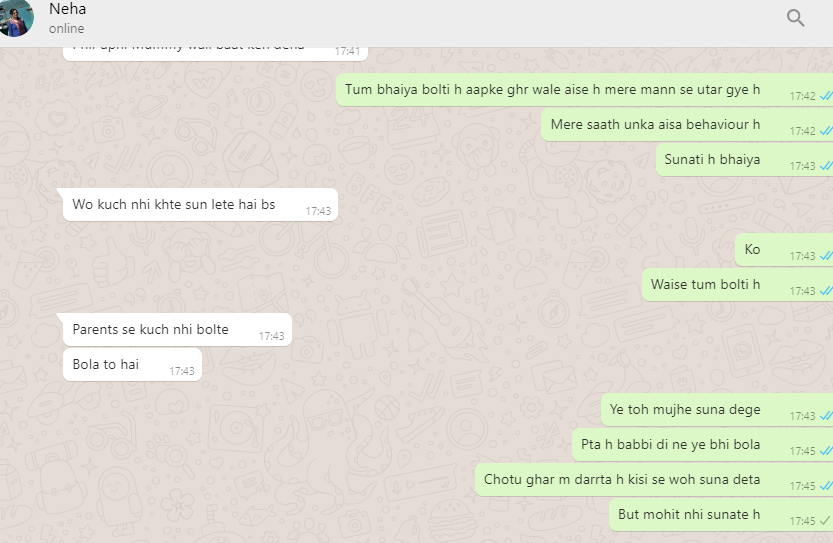 Neha
online
17:41
Tum bhaiya bolti h aapke ghr wale aise h mere mann se utar gye h
17:42
Mere saath unka aisa behaviour h
17:42
Sunati h bhaiya
17:43
Wo kuch nhi khte sun lete hai bs
17:43
Ko
17:43
Waise tum bolti h
17:43
Parents se kuch nhi bolte
17:43
Bola to hai
17:43
Ye toh mujhe suna dege
17:43
Pta h babbi di ne ye bhi bola
17:45
Chotu ghar m darrta h kisi se woh suna deta
17:45
But mohit nhi sunate h
17:45